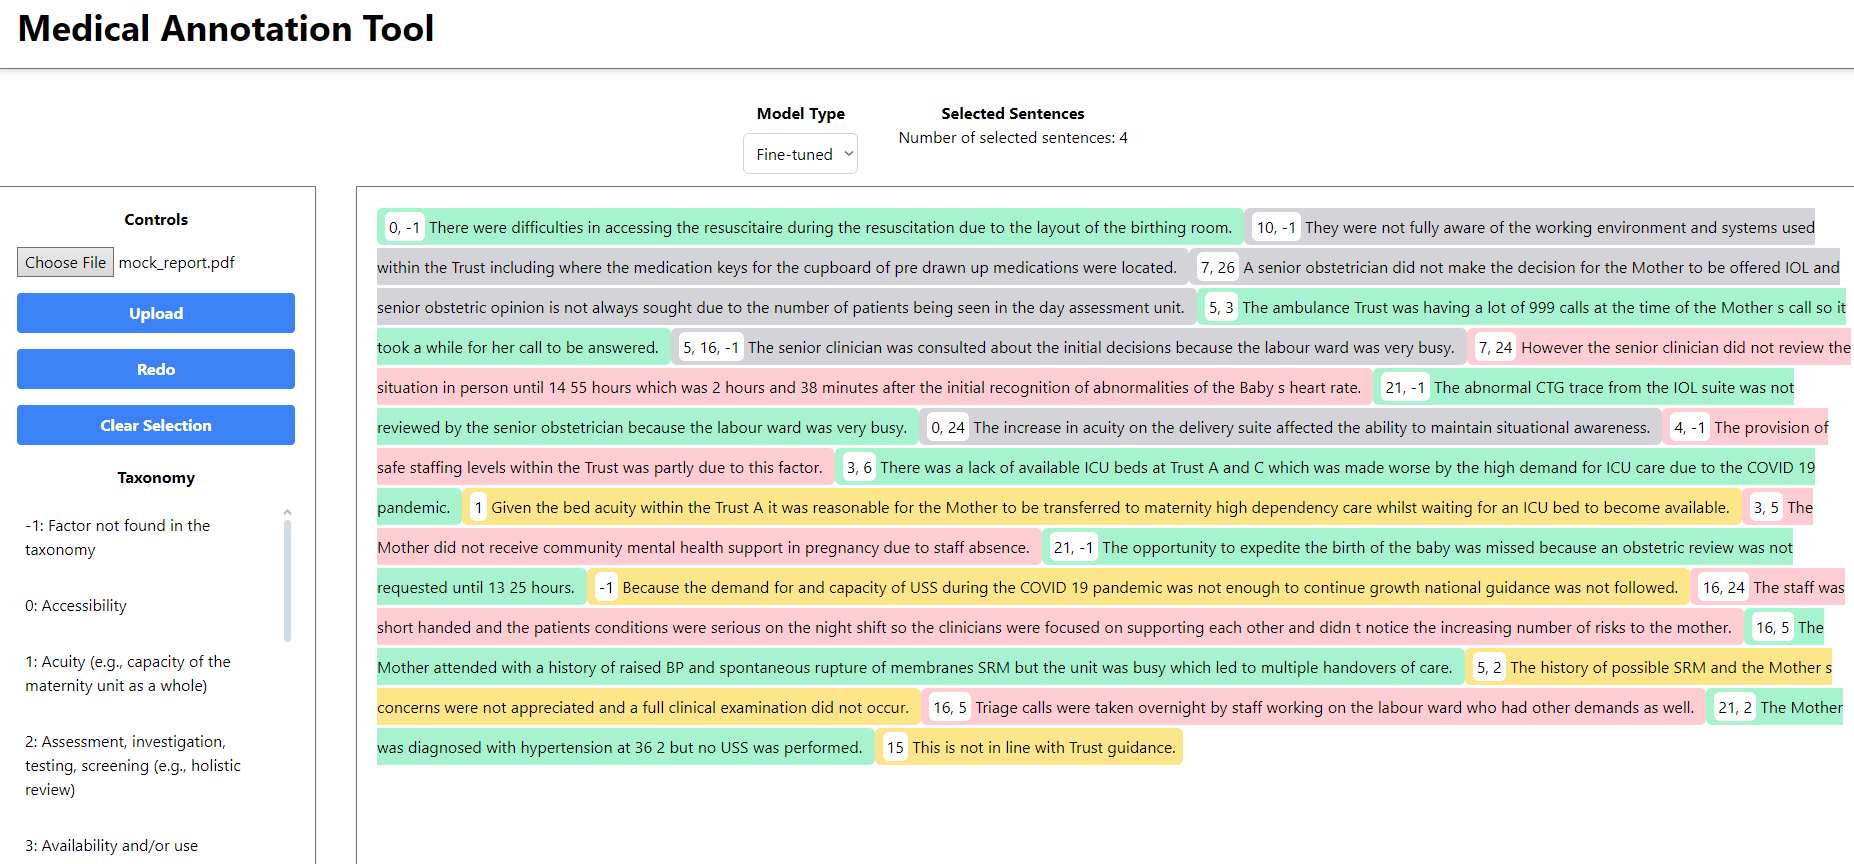 Medical Annotation Tool
Model Type
Fine-tuned
Selected Sentences
Number of selected sentences: 4
Controls
Choose File mock_report.pdf
Upload
Redo
Clear Selection
Taxonomy
-1: Factor not found in the
taxonomy
0: Accessibility
1: Acuity (e.g., capacity of the
maternity unit as a whole)
2: Assessment, investigation,
testing, screening (e.g., holistic
review)
3: Availability and/or use
0, -1 There were difficulties in accessing the resuscitaire during the resuscitation due to the layout of the birthing room. 10, -1 They were not fully aware of the working environment and systems used
within the Trust including where the medication keys for the cupboard of pre drawn up medications were located. 7, 26 A senior obstetrician did not make the decision for the Mother to be offered IOL and
senior obstetric opinion is not always sought due to the number of patients being seen in the day assessment unit. 5, 3 The ambulance Trust was having a lot of 999 calls at the time of the Mother s call so it
took a while for her call to be answered. 5, 16, -1 The senior clinician was consulted about the initial decisions because the labour ward was very busy. 7, 24 However the senior clinician did not review the
situation in person until 14 55 hours which was 2 hours and 38 minutes after the initial recognition of abnormalities of the Baby s heart rate. 21, -1 The abnormal CTG trace from the IOL suite was not
reviewed by the senior obstetrician because the labour ward was very busy. 0, 24 The increase in acuity on the delivery suite affected the ability to maintain situational awareness. 4, -1 The provision of
safe staffing levels within the Trust was partly due to this factor. 3, 6 There was a lack of available ICU beds at Trust A and C which was made worse by the high demand for ICU care due to the COVID 19
pandemic. 1 Given the bed acuity within the Trust A it was reasonable for the Mother to be transferred to maternity high dependency care whilst waiting for an ICU bed to become available. 3, 5 The
Mother did not receive community mental health support in pregnancy due to staff absence. 21, -1 The opportunity to expedite the birth of the baby was missed because an obstetric review was not
requested until 13 25 hours. -1 Because the demand for and capacity of USS during the COVID 19 pandemic was not enough to continue growth national guidance was not followed. 16, 24 The staff was
short handed and the patients conditions were serious on the night shift so the clinicians were focused on supporting each other and didn t notice the increasing number of risks to the mother. 16, 5 The
Mother attended with a history of raised BP and spontaneous rupture of membranes SRM but the unit was busy which led to multiple handovers of care. 5, 2 The history of possible SRM and the Mother s
concerns were not appreciated and a full clinical examination did not occur. 16, 5 Triage calls were taken overnight by staff working on the labour ward who had other demands as well. 21, 2 The Mother
was diagnosed with hypertension at 36 2 but no USS was performed. 15 This is not in line with Trust guidance.